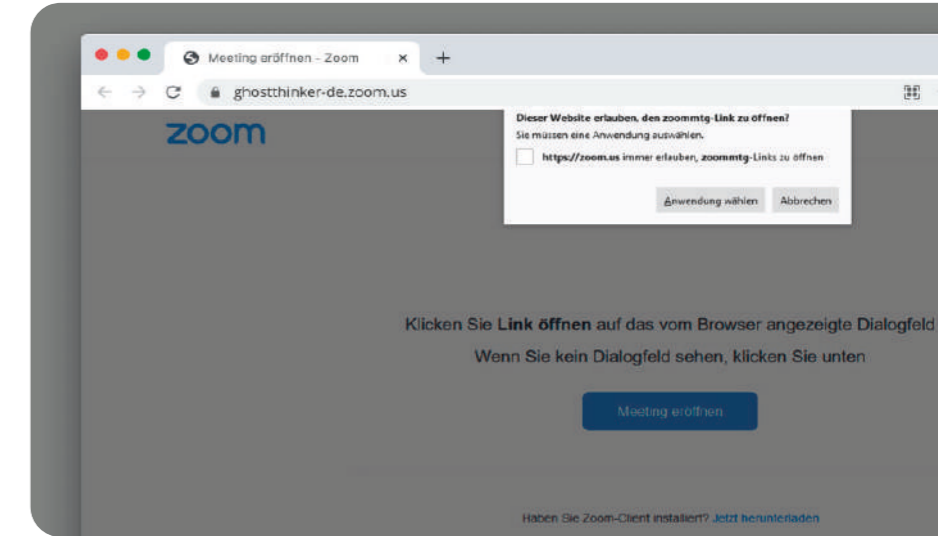 Meeting eröffnen - Zoom
ghostthinker-de.zoom.us
zoom
Dieser Website erlauben, den zoommtg-Link zu öffnen?
Sie müssen eine Anwendung auswählen.
https://zoom.us immer erlauben, zoommtg-Links zu öffnen
Anwendung wählen Abbrechen
Klicken Sie Link öffnen auf das vom Browser angezeigte Dialogfeld
Wenn Sie kein Dialogfeld sehen, klicken Sie unten
Meeting eröffnen
Haben Sie Zoom-Client installiert? Jetzt herunterladen